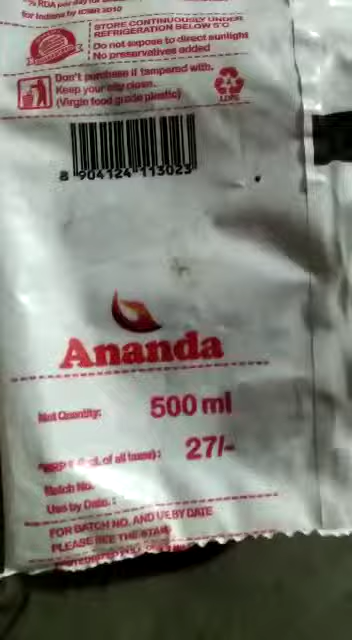 for Indians by ICMR 2010
STORE CONTINUOUSLY UNDER
REFRIGERATION BELOW 5°C
Do not expose to direct sunlight
No preservatives added
Don't purchase if tampered with.
Keep your city clean.
(Virgin food grade plastic)
LDPE
8 904124 113023
Ananda
Net Quantity: 500 ml
of all taxes): 27/-
Batch No.
Use by Date. :
FOR BATCH NO. AND USE BY DATE
PLEASE SEE THE